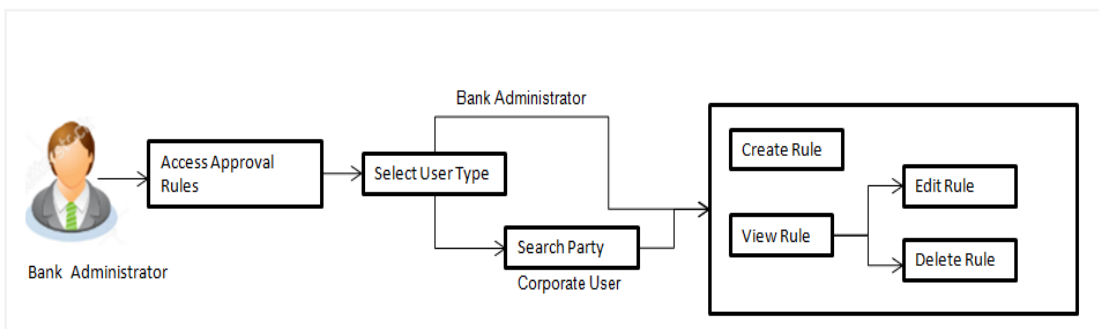 Bank Administrator
Access Approval
Rules
Select User Type
Bank Administrator
Search Party
Corporate User
Create Rule
View Rule
Edit Rule
Delete Rule